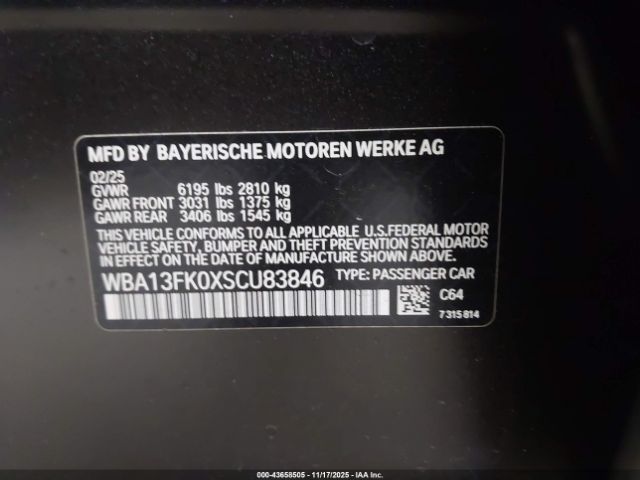 MFD BY BAYERISCHE MOTOREN WERKE AG
02/25
GVWR 6195 lbs 2810 kg
GAWR FRONT 3031 lbs 1375 kg
GAWR REAR 3406 lbs 1545 kg
THIS VEHICLE CONFORMS TO ALL APPLICABLE U.S.FEDERAL MOTOR
VEHICLE SAFETY, BUMPER AND THEFT PREVENTION STANDARDS IN
EFFECT ON THE DATE OF MANUFACTURE SHOWN ABOVE.
WBA13FK0XSCU83846 TYPE: PASSENGER CAR
C64
7315814
000-43658505 - 11/17/2025 - IAA Inc.